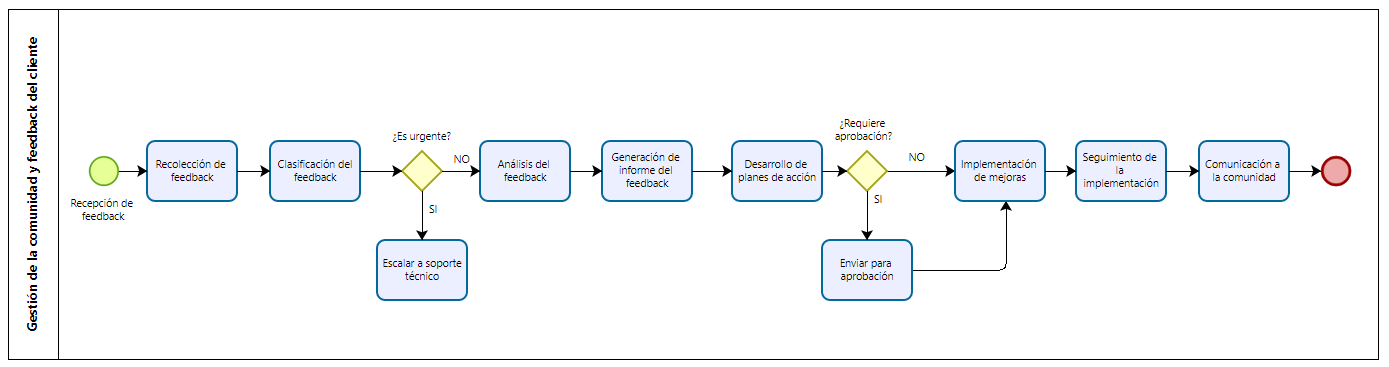 Gestión de la comunidad y feedback del cliente
Recepción de
feedback
Recolección de
feedback
Clasificación del
feedback
¿Es urgente?
NO
SI
Escalar a soporte
técnico
Análisis del
feedback
Generación de
informe del
feedback
Desarrollo de
planes de acción
¿Requiere
aprobación?
NO
SI
Enviar para
aprobación
Implementación
de mejoras
Seguimiento de
la
implementación
Comunicación a
la comunidad